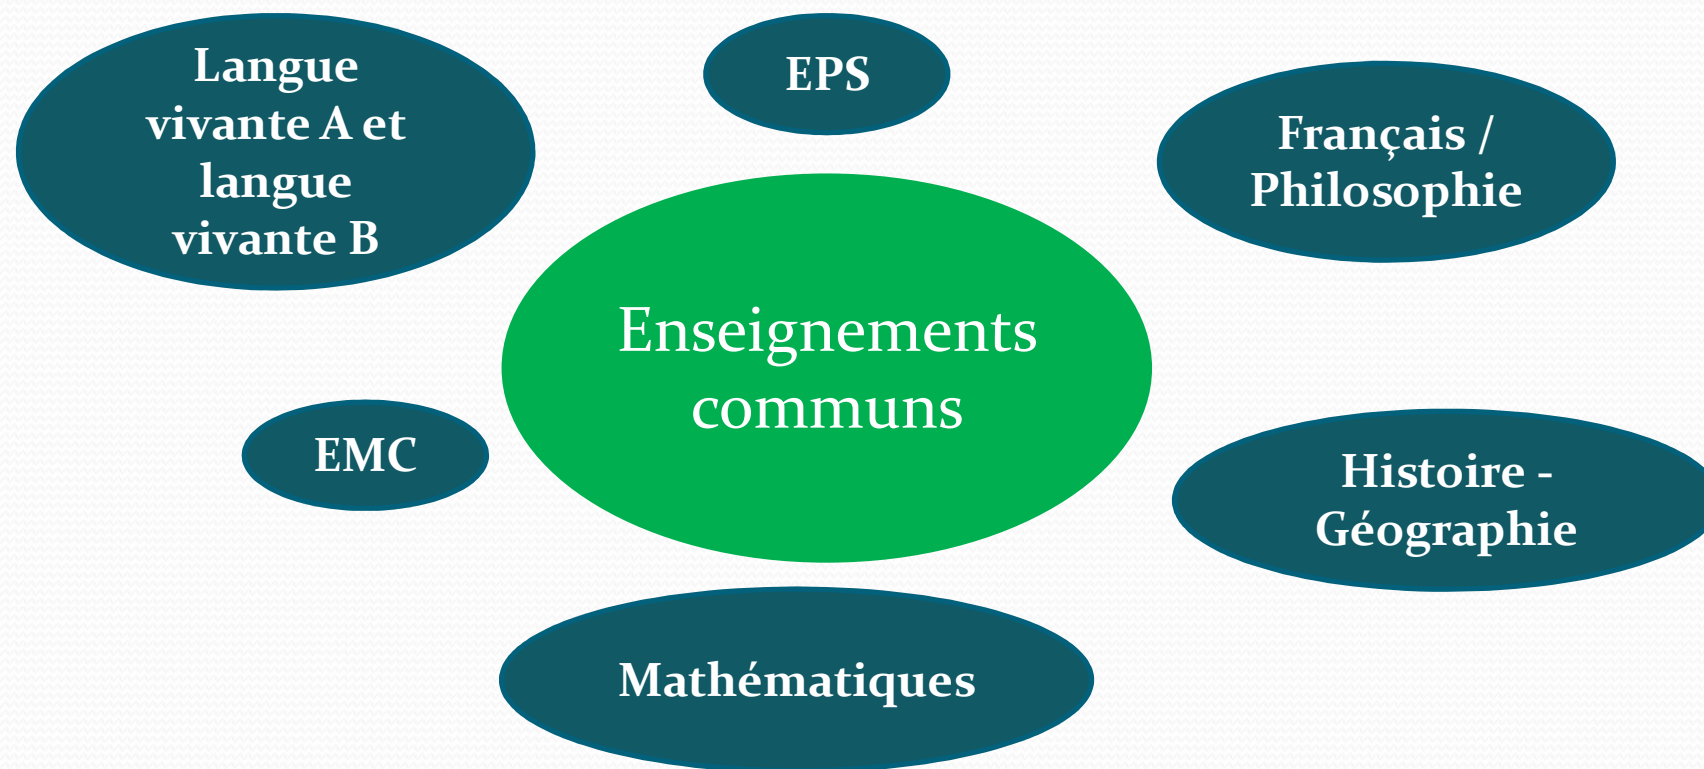 Langue
vivante A et
langue
vivante B
EPS
Français /
Philosophie
Enseignements
communs
EMC
Histoire -
Géographie
Mathématiques